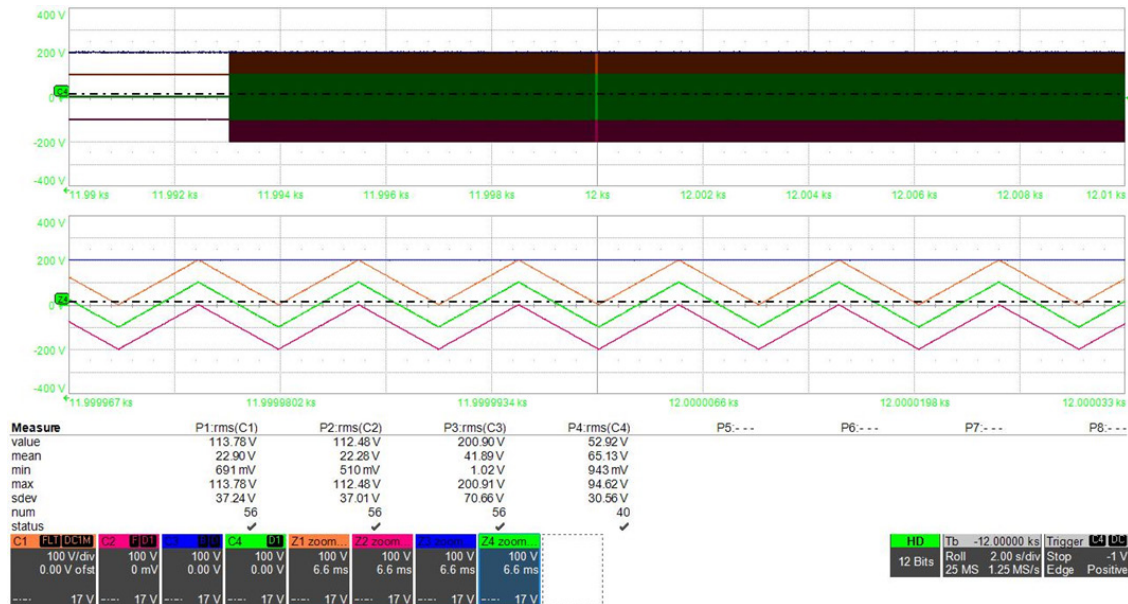 400 V
200 V
C4
0 V
-200 V
-400 V
11.99 ks 11.992 ks 11.994 ks 11.996 ks 11.998 ks 12 ks 12.002 ks 12.004 ks 12.006 ks 12.008 ks 12.01 ks
400 V
200 V
Z4
0 V
-200 V
-400 V
11.999967 ks 11.9999802 ks 11.9999934 ks 12.0000066 ks 12.0000198 ks 12.000033 ks
Measure P1:rms(C1) P2:rms(C2) P3:rms(C3) P4:rms(C4) P5:- - - P6:- - - P7:- - - P8:- - -
value 113.78 V 112.48 V 200.90 V 52.92 V
mean 22.90 V 22.28 V 41.89 V 65.13 V
min 691 mV 510 mV 1.02 V 943 mV
max 113.78 V 112.48 V 200.91 V 94.62 V
sdev 37.24 V 37.01 V 70.66 V 30.56 V
num 56 56 56 40
status ✓ ✓ ✓ ✓
C1 FLT DC1M C2 F D1 C3 C4 D1 Z1 zoom... Z2 zoom... Z3 zoom... Z4 zoom... HD Tb -12.00000 ks Trigger C4 DC
100 V/div 100 V 100 V 100 V 100 V 100 V 100 V 100 V 12 Bits Roll 2.00 s/div Stop -1 V
0.00 V ofst 0 mV 0.00 V 0.00 V 6.6 ms 6.6 ms 6.6 ms 6.6 ms 25 MS 1.25 MS/s Edge Positive
17 V 17 V 17 V 17 V 17 V 17 V 17 V 17 V